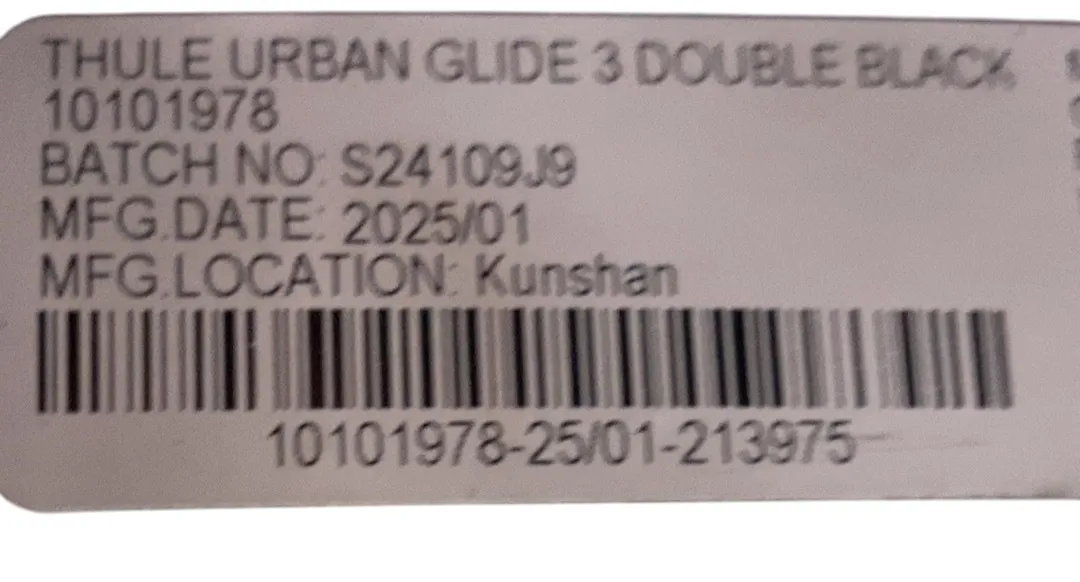 THULE URBAN GLIDE 3 DOUBLE BLACK
10101978
BATCH NO: S24109J9
MFG.DATE: 2025/01
MFG.LOCATION: Kunshan
10101978-25/01-213975